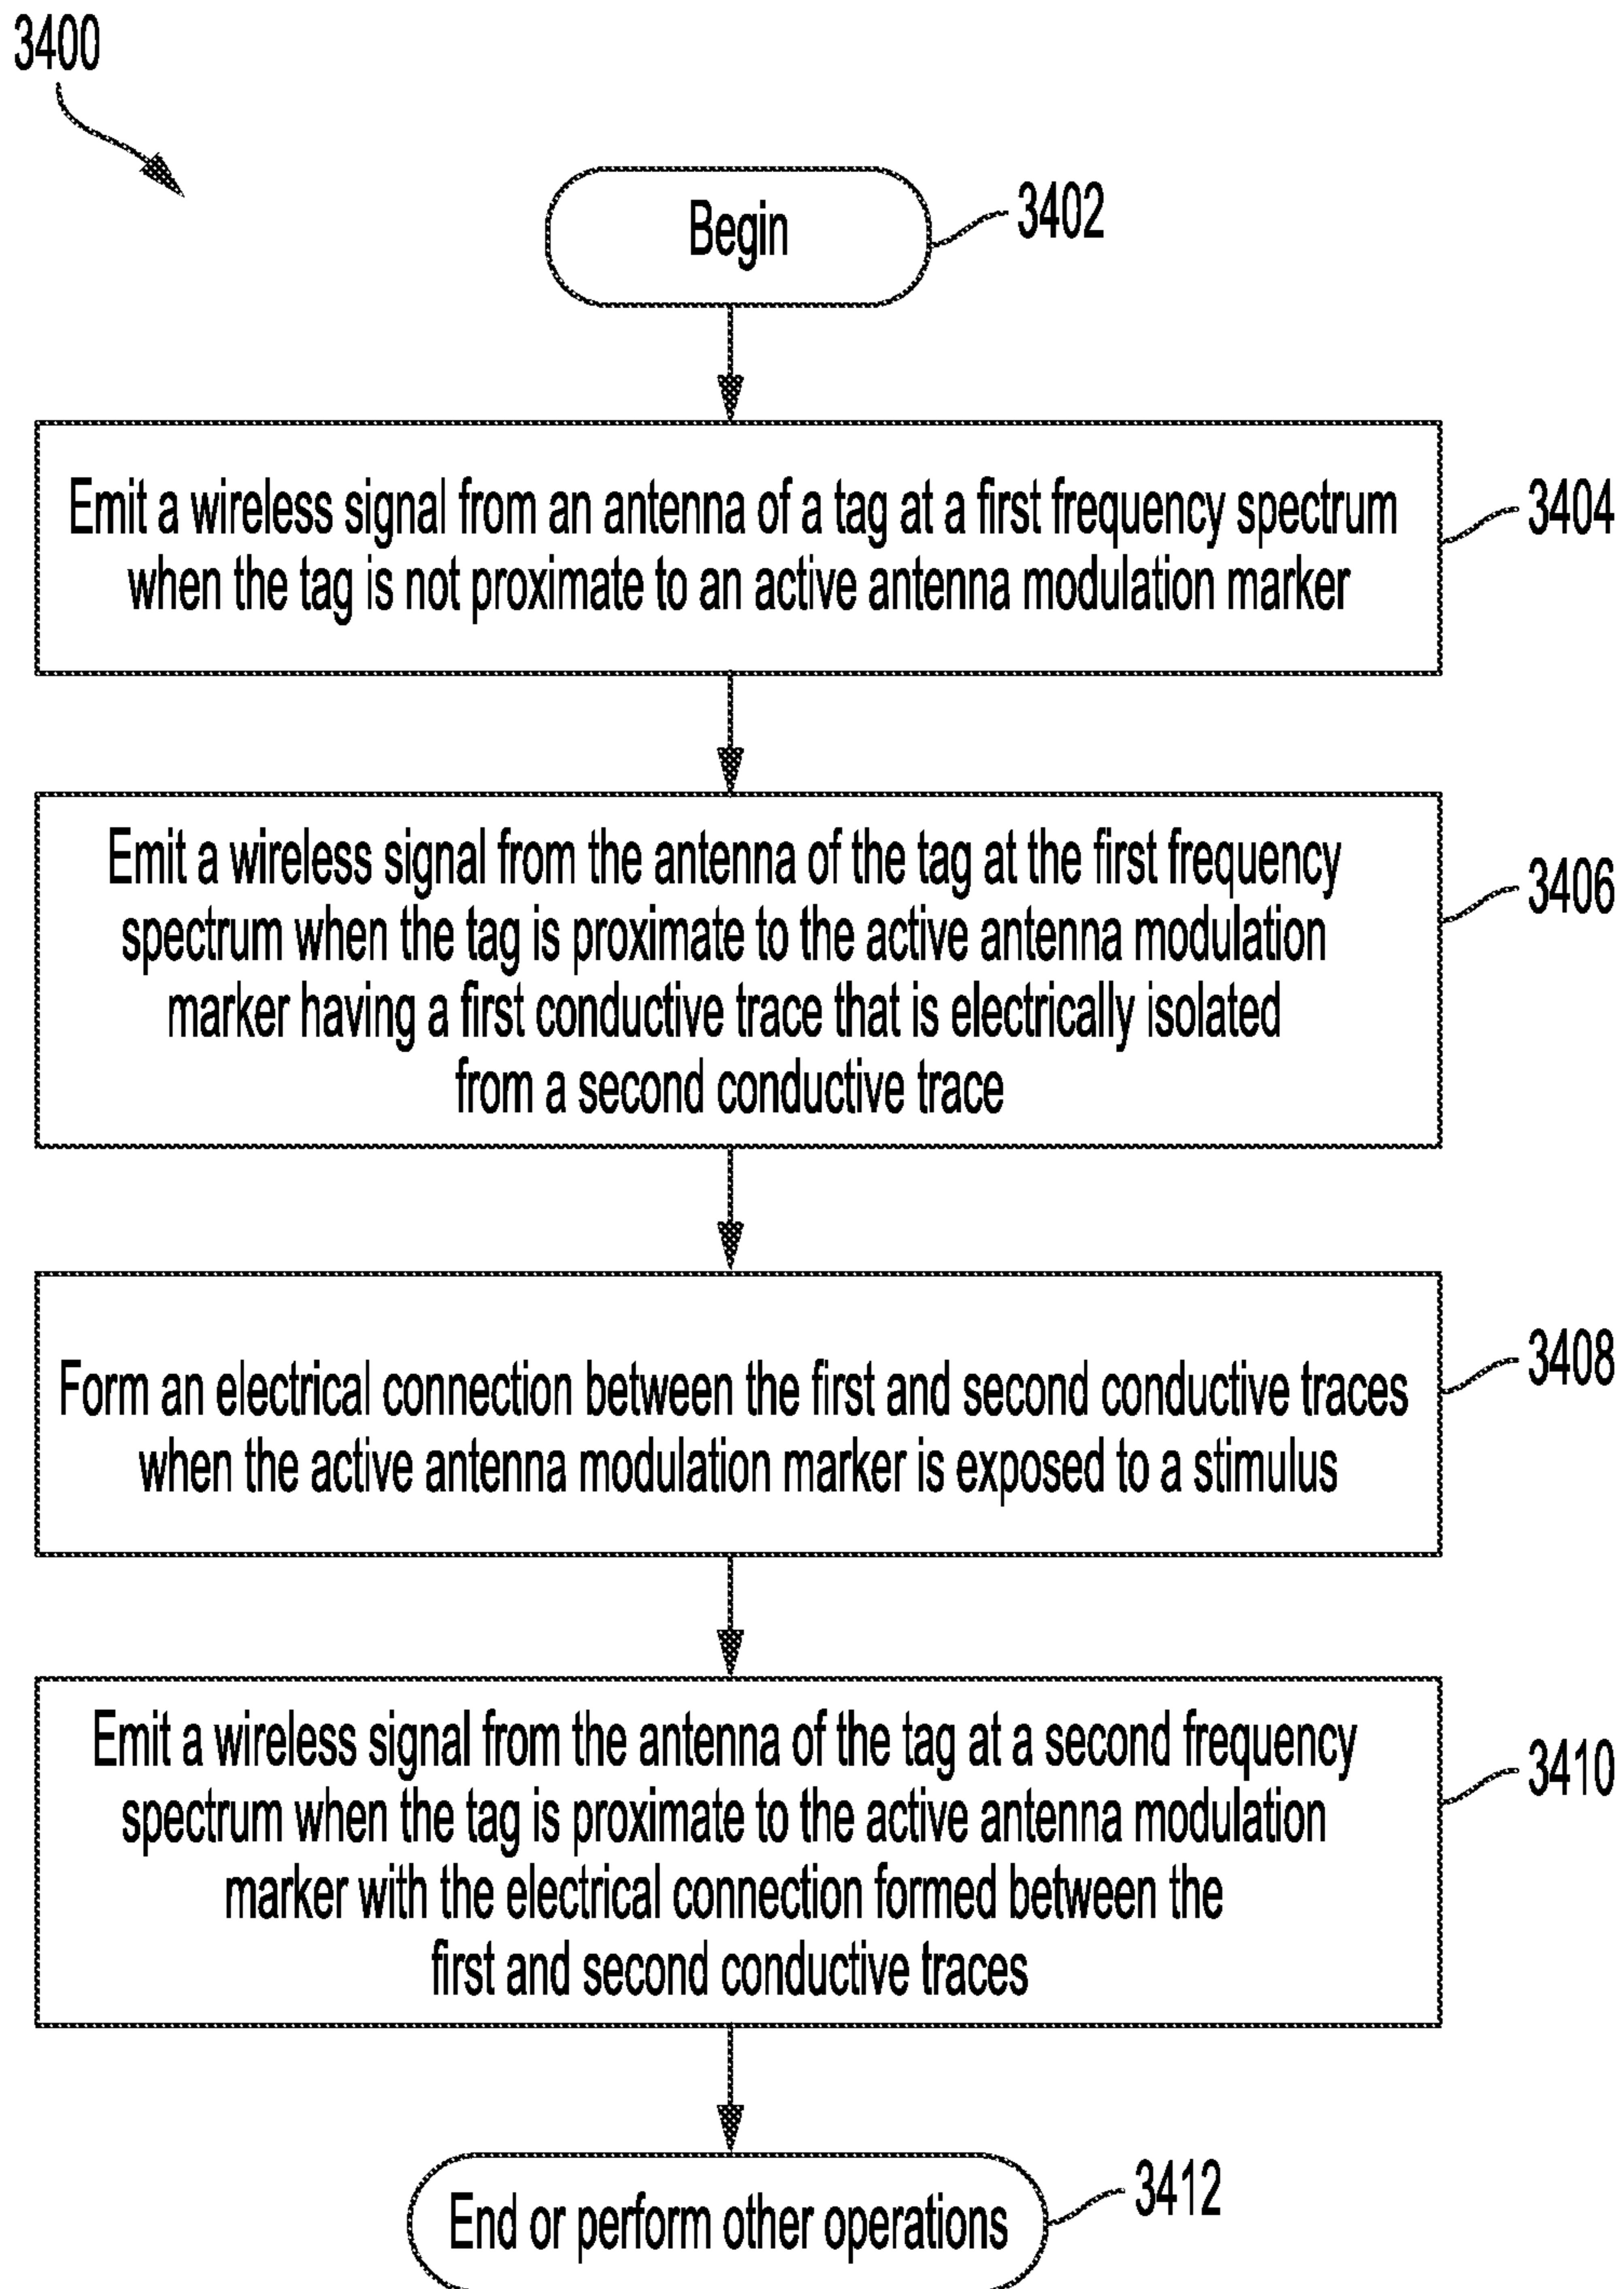 3400
Begin
3402
Emit a wireless signal from an antenna of a tag at a first frequency spectrum
when the tag is not proximate to an active antenna modulation marker
3404
Emit a wireless signal from the antenna of the tag at the first frequency
spectrum when the tag is proximate to the active antenna modulation
marker having a first conductive trace that is electrically isolated
from a second conductive trace
3406
Form an electrical connection between the first and second conductive traces
when the active antenna modulation marker is exposed to a stimulus
3408
Emit a wireless signal from the antenna of the tag at a second frequency
spectrum when the tag is proximate to the active antenna modulation
marker with the electrical connection formed between the
first and second conductive traces
3410
End or perform other operations
3412